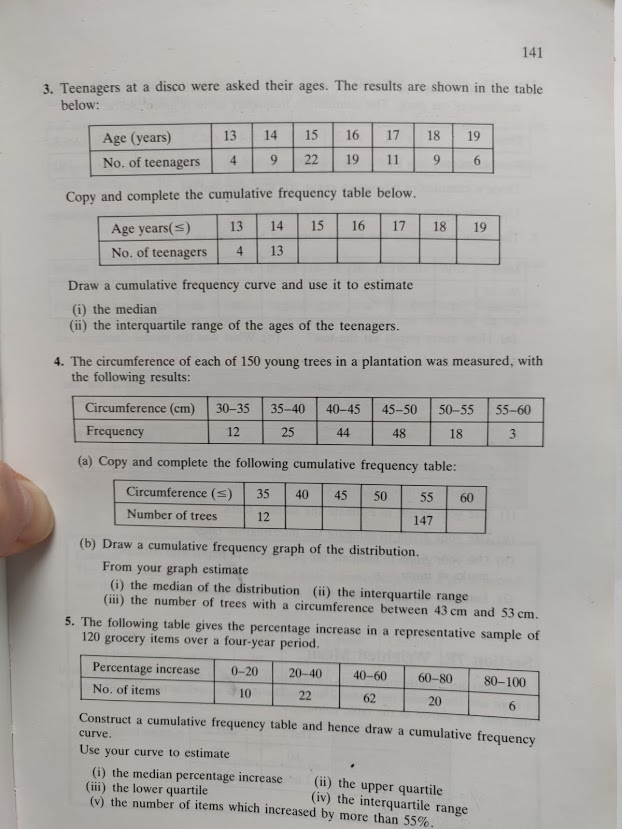 141
3. Teenagers at a disco were asked their ages. The results are shown in the table
below:
Age (years) 13 14 15 16 17 18 19
No. of teenagers 4 9 22 19 11 9 6
Copy and complete the cumulative frequency table below.
Age years(≤) 13 14 15 16 17 18 19
No. of teenagers 4 13
Draw a cumulative frequency curve and use it to estimate
(i) the median
(ii) the interquartile range of the ages of the teenagers.
4. The circumference of each of 150 young trees in a plantation was measured, with
the following results:
Circumference (cm) 30–35 35–40 40–45 45–50 50–55 55–60
Frequency 12 25 44 48 18 3
(a) Copy and complete the following cumulative frequency table:
Circumference (≤) 35 40 45 50 55 60
Number of trees 12 147
(b) Draw a cumulative frequency graph of the distribution.
From your graph estimate
(i) the median of the distribution (ii) the interquartile range
(iii) the number of trees with a circumference between 43 cm and 53 cm.
5. The following table gives the percentage increase in a representative sample of
120 grocery items over a four-year period.
Percentage increase 0–20 20–40 40–60 60–80 80–100
No. of items 10 22 62 20 6
Construct a cumulative frequency table and hence draw a cumulative frequency
curve.
Use your curve to estimate
(i) the median percentage increase (ii) the upper quartile
(iii) the lower quartile (iv) the interquartile range
(v) the number of items which increased by more than 55%.